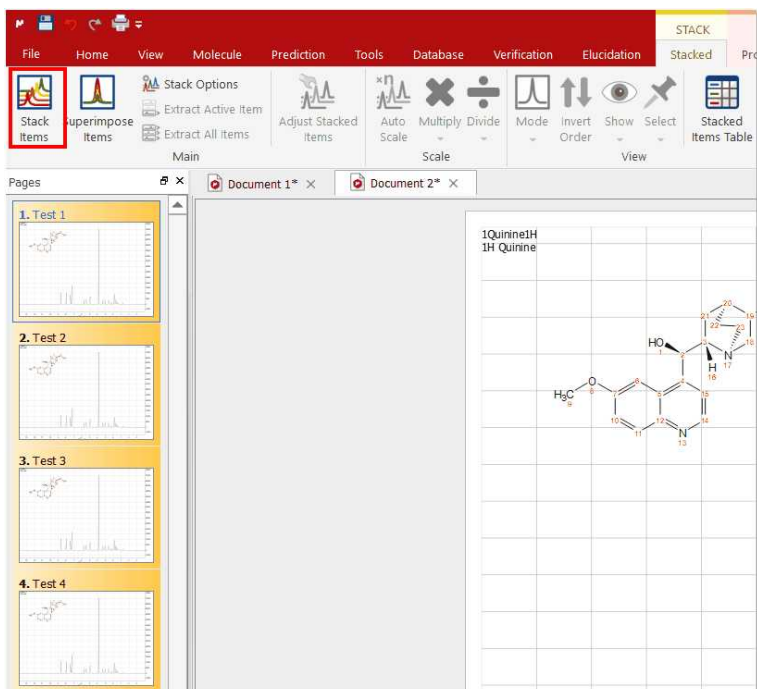 STACK
File Home View Molecule Prediction Tools Database Verification Elucidation Stacked
Stack Items
Superimpose Items
Stack Options
Extract Active Item
Extract All Items
Adjust Stacked Items
Auto Scale
Multiply
Divide
Mode
Invert Order
Show
Select
Stacked Items Table
Main Scale View
Pages
Document 1* Document 2*
1. Test 1
2. Test 2
3. Test 3
4. Test 4
1Quinine1H
1H Quinine
20
21 19
22 23
HO 3 18
1 2 N
H 17
16
O 4
H3C 8 7 6 5 15
9
10 12 14
11 N
13